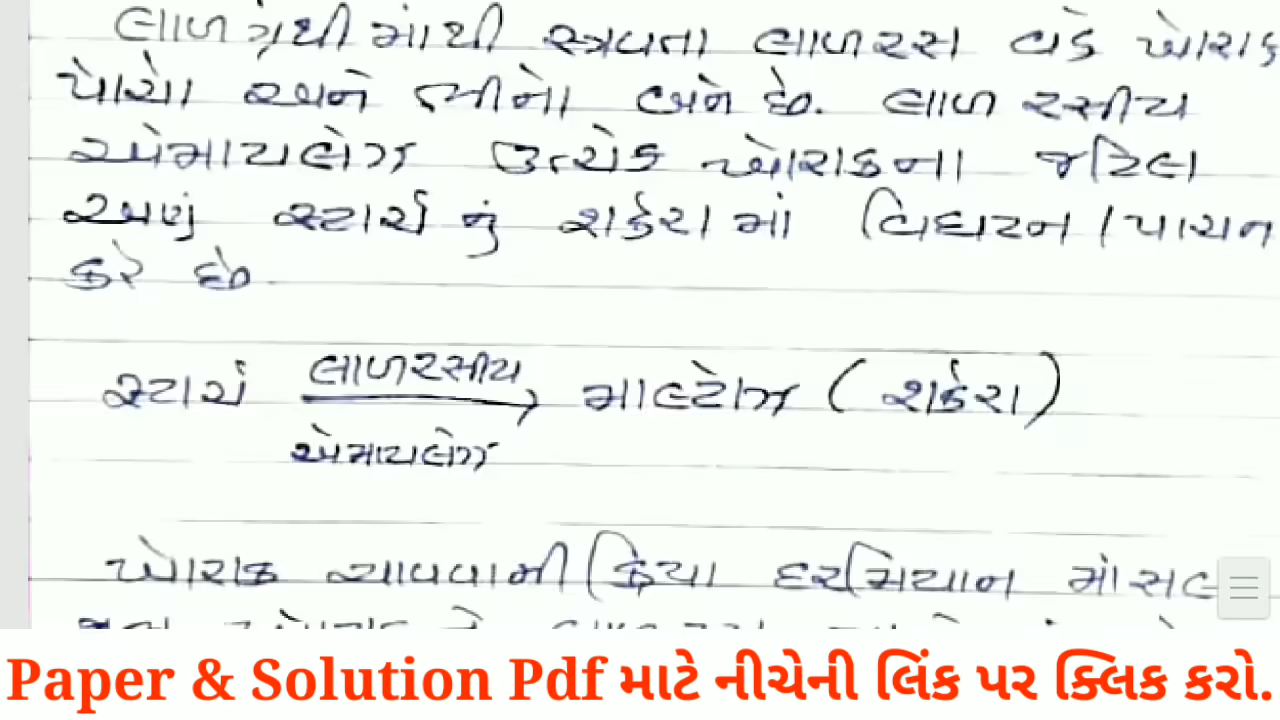 લાળગ્રંથીમાંથી સ્ત્રવતા લાળરસ વડે ખોરાક
પોચો અને ભીનો બને છે. લાળ રસીય
એમાયલેઝ ઉત્સેચક ખોરાકના જટિલ
અણુ સ્ટાર્ચનું શર્કરામાં વિઘટન / પાચન
કરે છે.
સ્ટાર્ચ લાળરસીય માલ્ટોઝ ( શર્કરા )
એમાયલેઝ
ખોરાક ચાવવાની ક્રિયા દરમિયાન માંસલ
Paper & Solution Pdf માટે નીચેની લિંક પર ક્લિક કરો.